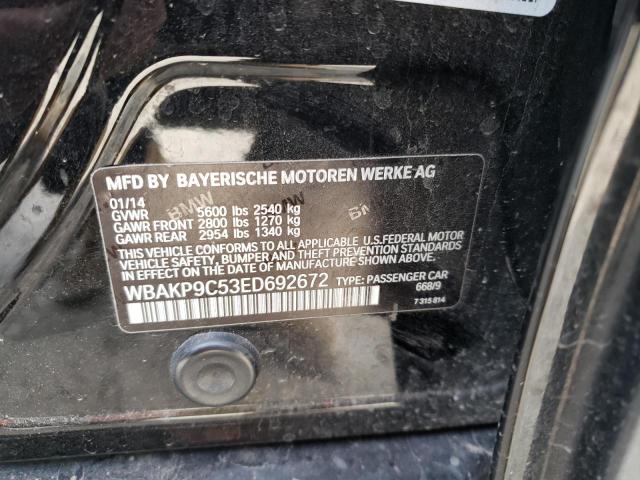 MFD BY BAYERISCHE MOTOREN WERKE AG
01/14
GVWR 5600 lbs 2540 kg
GAWR FRONT 2800 lbs 1270 kg
GAWR REAR 2954 lbs 1340 kg
THIS VEHICLE CONFORMS TO ALL APPLICABLE U.S.FEDERAL MOTOR
VEHICLE SAFETY, BUMPER AND THEFT PREVENTION STANDARDS
IN EFFECT ON THE DATE OF MANUFACTURE SHOWN ABOVE.
WBAKP9C53ED692672 TYPE: PASSENGER CAR
668/9
7 315 814